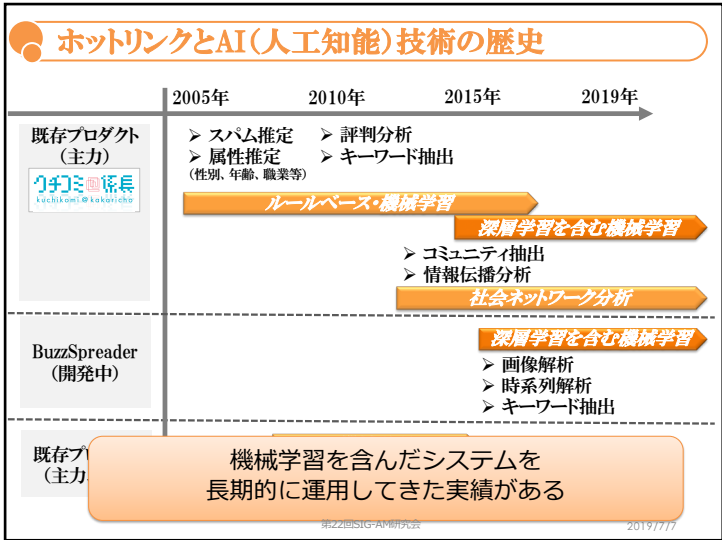 ホットリンクとAI(人工知能)技術の歴史
2005年 2010年 2015年 2019年
既存プロダクト
(主力)
クチコミ@係長
kuchikomi@kakaricho
➢ スパム推定
➢ 属性推定
(性別、年齢、職業等)
➢ 評判分析
➢ キーワード抽出
ルールベース・機械学習
深層学習を含む機械学習
➢ コミュニティ抽出
➢ 情報伝播分析
社会ネットワーク分析
BuzzSpreader
(開発中)
深層学習を含む機械学習
➢ 画像解析
➢ 時系列解析
➢ キーワード抽出
既存プ
(主力
機械学習を含んだシステムを
長期的に運用してきた実績がある
第22回SIG-AM研究会
2019/7/7